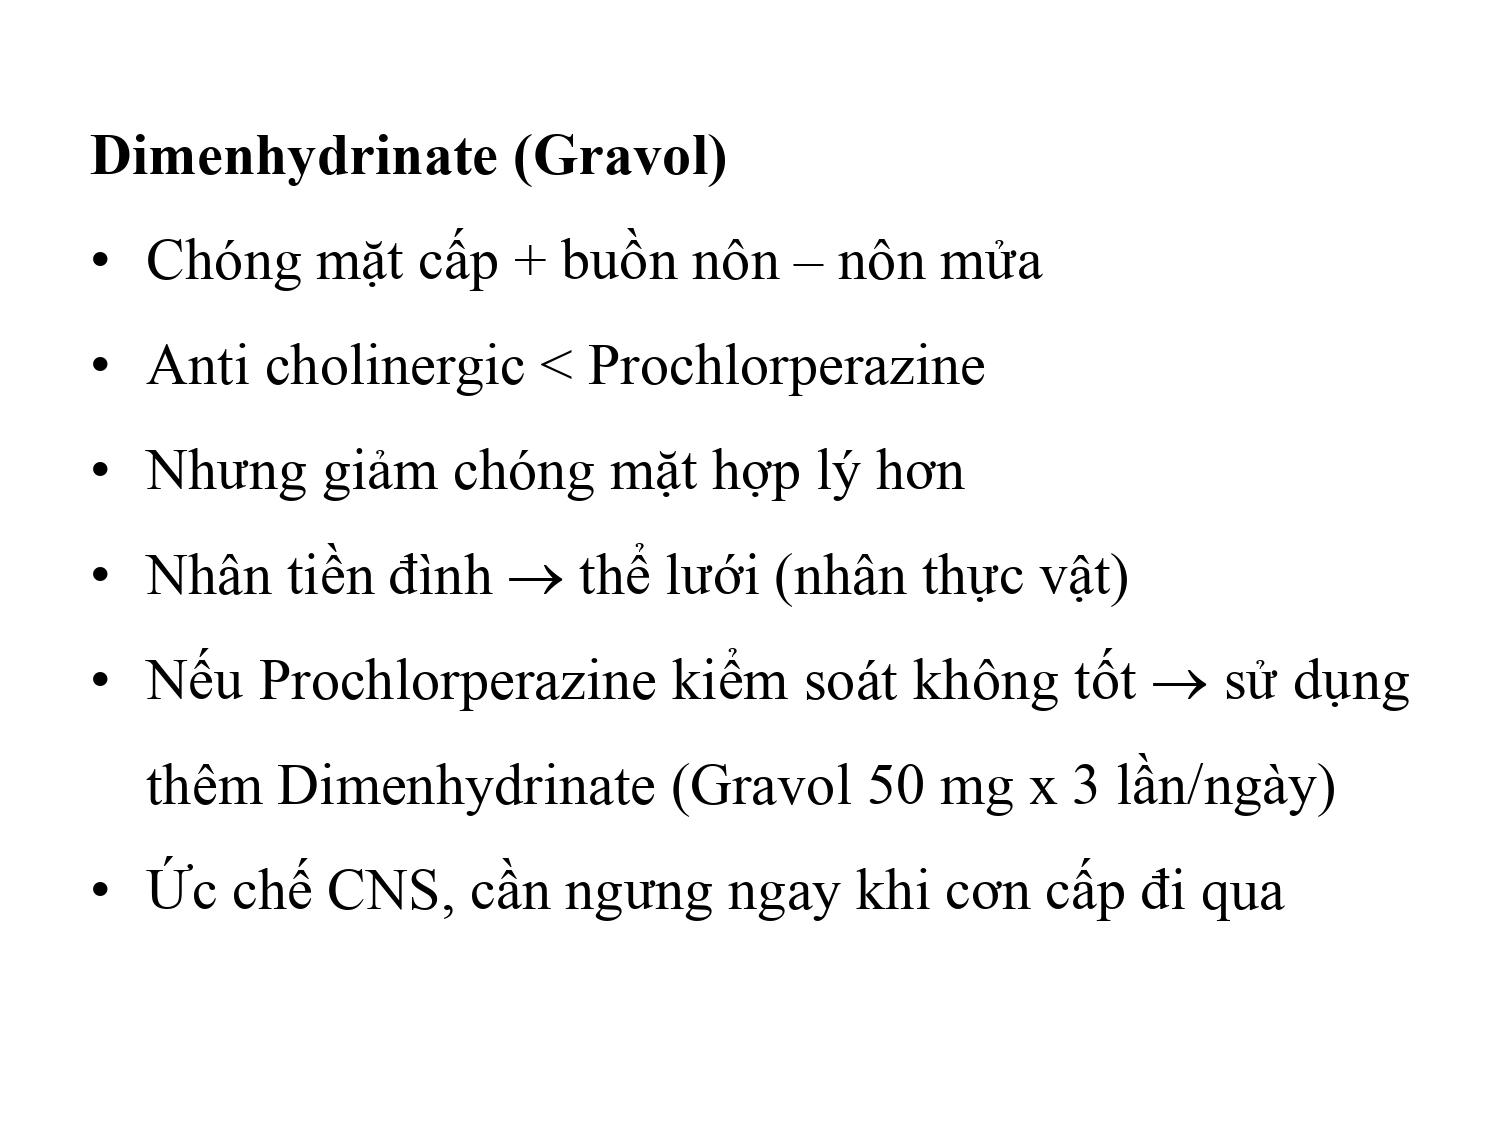 Dimenhydrinate (Gravol)
• Chóng mặt cấp + buồn nôn – nôn mửa
• Anti cholinergic < Prochlorperazine
• Nhưng giảm chóng mặt hợp lý hơn
• Nhân tiền đình → thể lưới (nhân thực vật)
• Nếu Prochlorperazine kiểm soát không tốt → sử dụng
thêm Dimenhydrinate (Gravol 50 mg x 3 lần/ngày)
• Ức chế CNS, cần ngưng ngay khi cơn cấp đi qua